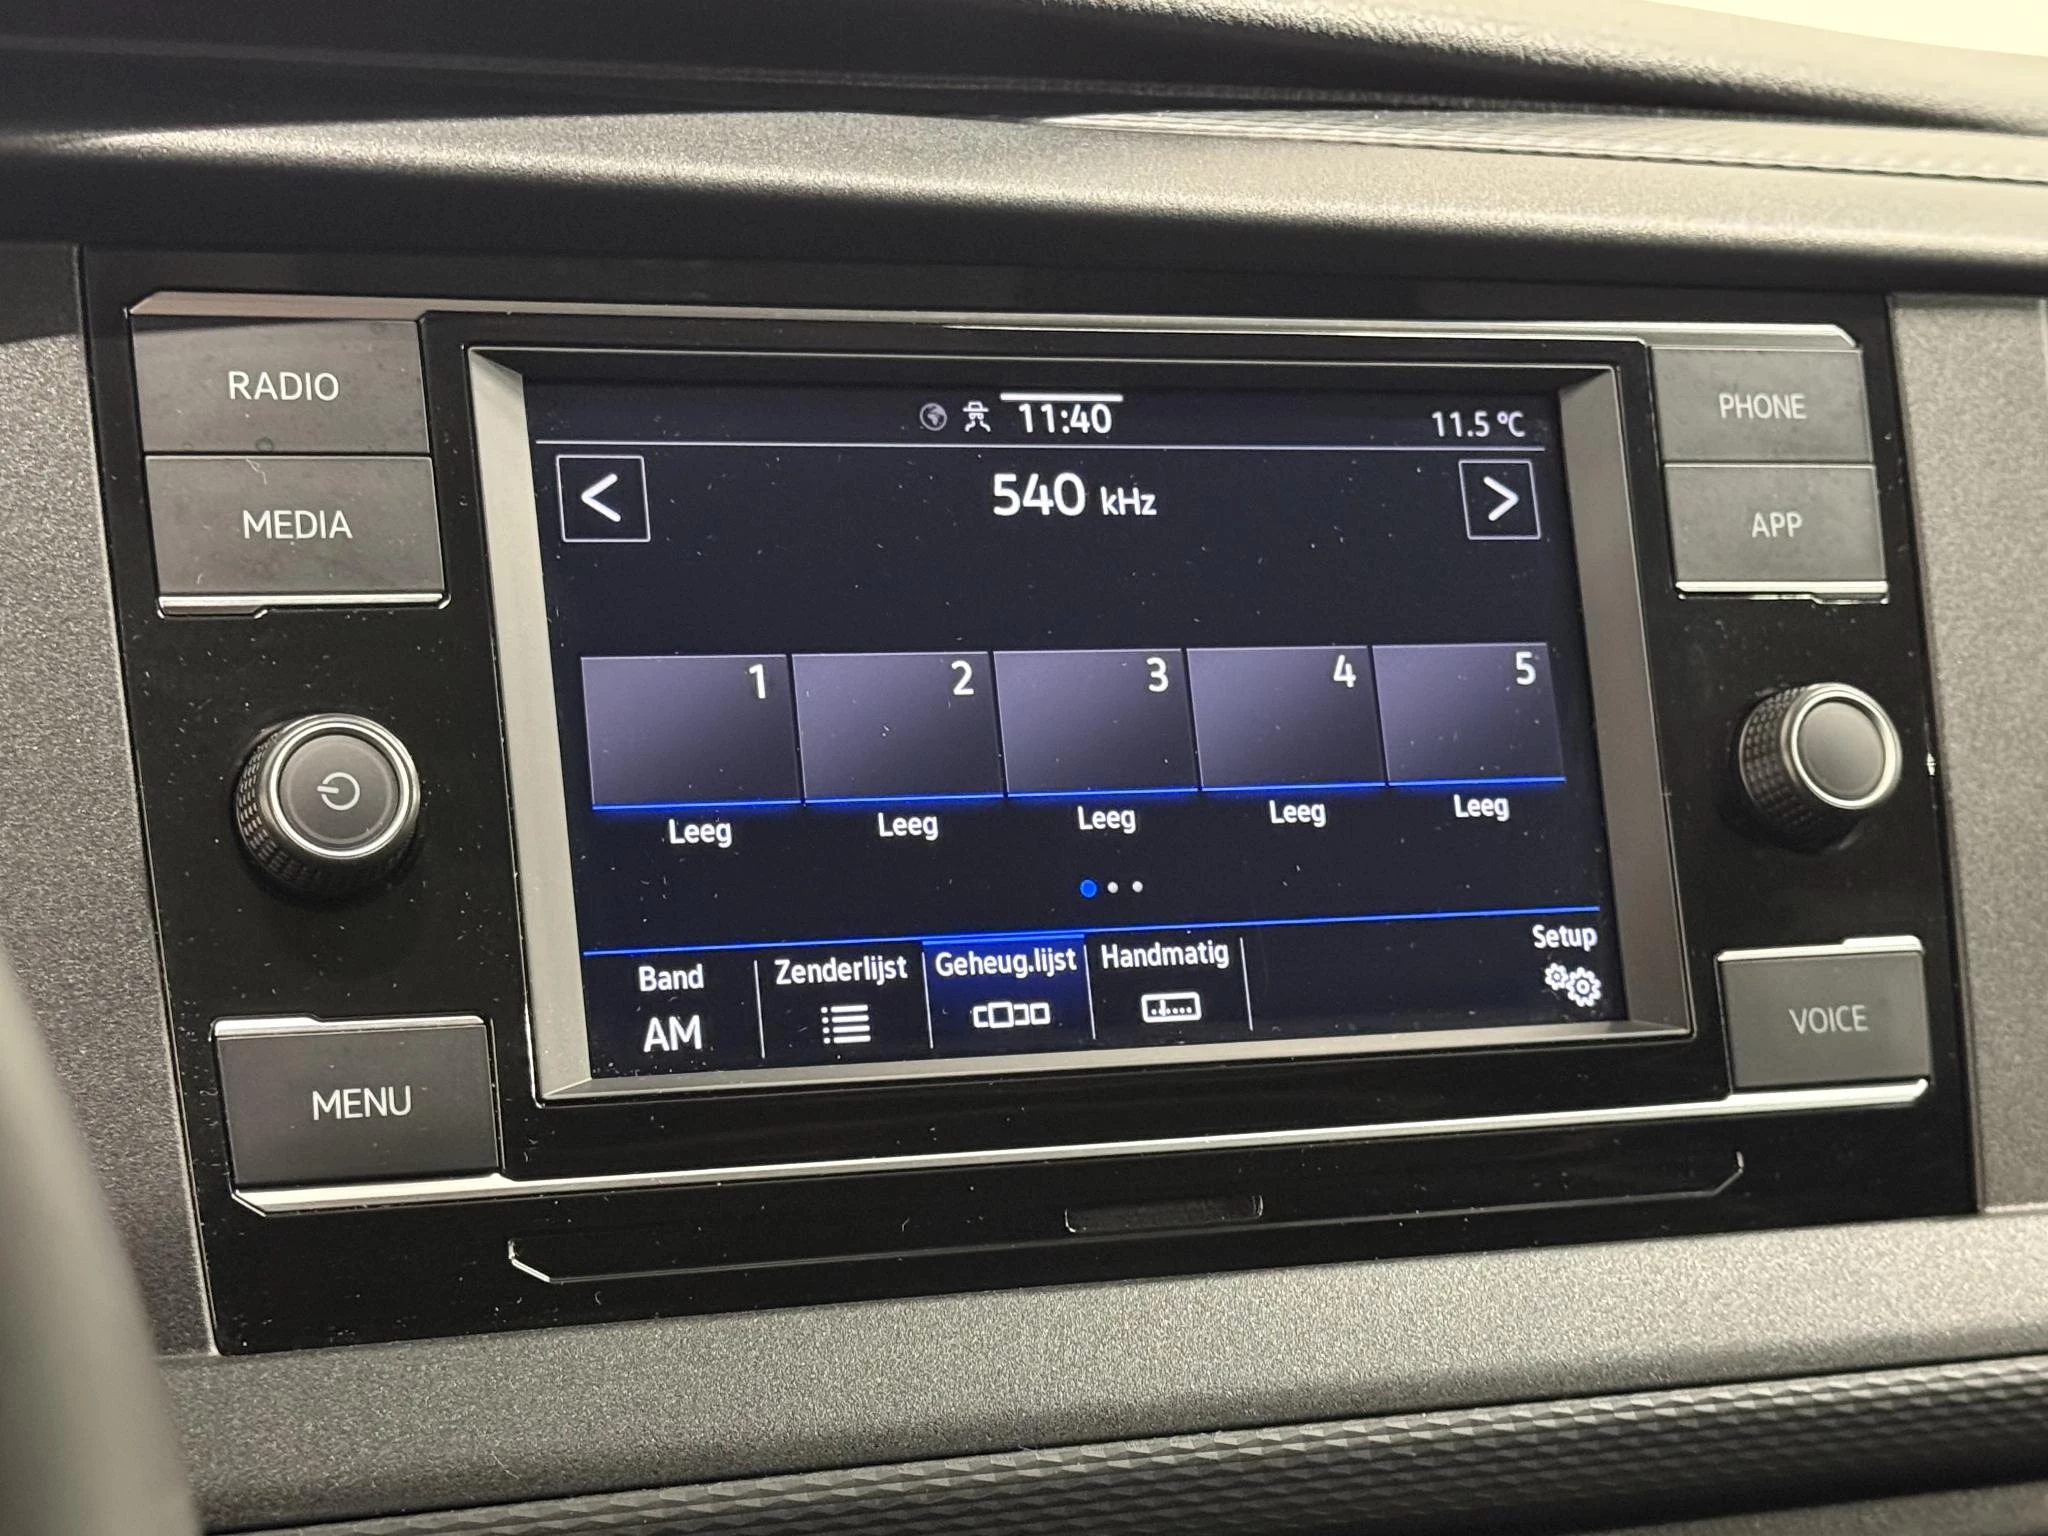 RADIO
MEDIA
MENU
11:40
11.5 °C
<
540 kHz
>
1 2 3 4 5
Leeg Leeg Leeg Leeg Leeg
Band
AM
Zenderlijst
Geheug.lijst
Handmatig
Setup
PHONE
APP
VOICE